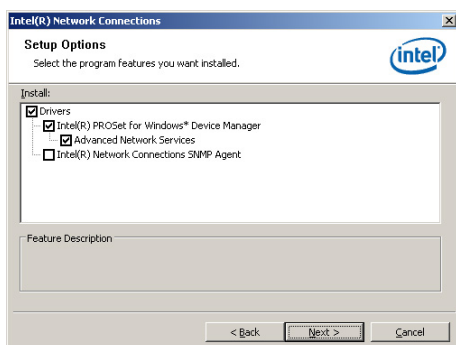 Intel(R) Network Connections
Setup Options
Select the program features you want installed.
intel
Install:
Drivers
Intel(R) PROSet for Windows* Device Manager
Advanced Network Services
Intel(R) Network Connections SNMP Agent
Feature Description
< Back
Next >
Cancel